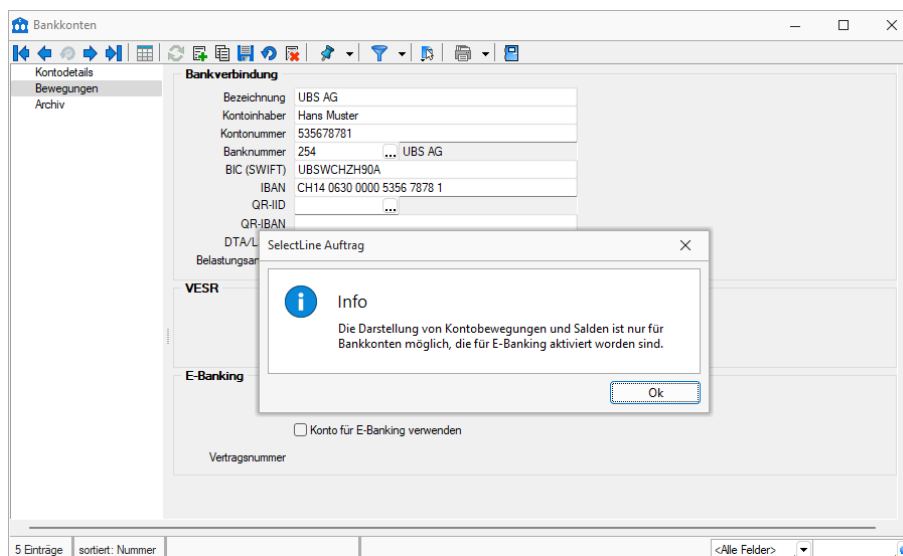 Bankkonten
Kontodetails
Bewegungen
Archiv
Bankverbindung
Bezeichnung UBS AG
Kontoinhaber Hans Muster
Kontonummer 535678781
Banknummer 254 ... UBS AG
BIC (SWIFT) UBSWCHZH90A
IBAN CH14 0630 0000 5356 7878 1
QR-IID ...
QR-IBAN
DTA/L
Belastungsar
SelectLine Auftrag
Info
Die Darstellung von Kontobewegungen und Salden ist nur für
Bankkonten möglich, die für E-Banking aktiviert worden sind.
Ok
VESR
E-Banking
Konto für E-Banking verwenden
Vertragsnummer
5 Einträge sortiert: Nummer <Alle Felder>